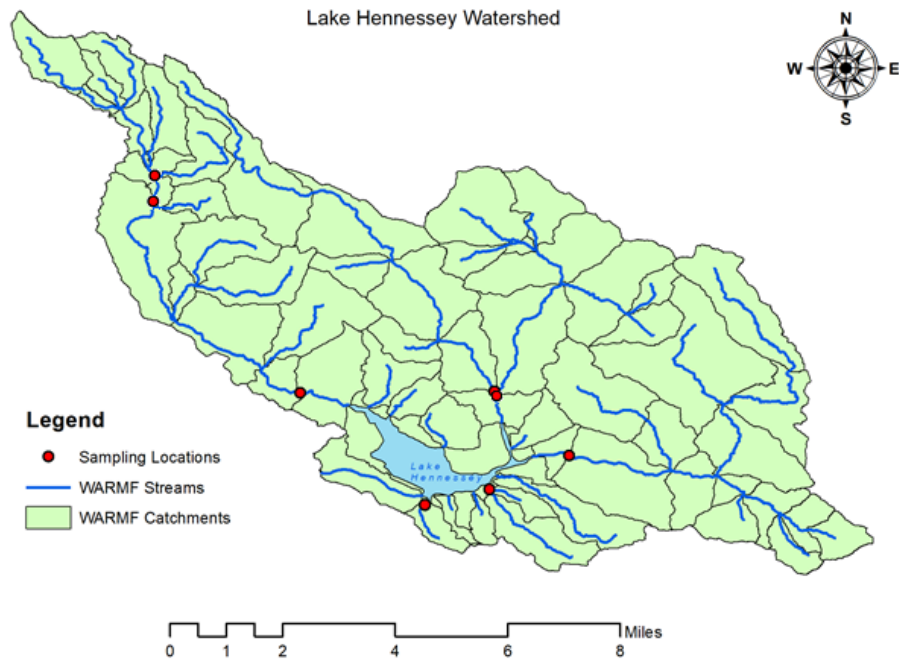 Lake Hennessey Watershed
N
W E
S
Lake
Hennessey
Legend
Sampling Locations
WARMF Streams
WARMF Catchments
0 1 2 4 6 8 Miles